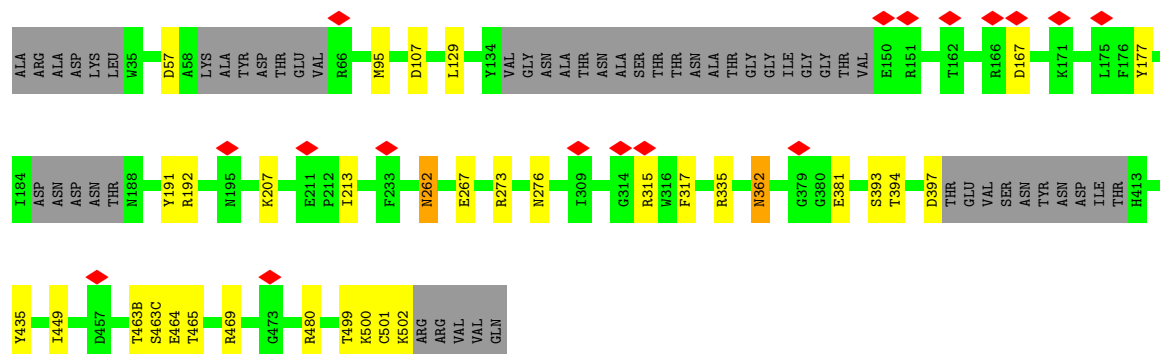 ALA ARG ALA ASP LYS LEU W35 D57 A58 LYS ALA TYR ASP THR GLU VAL R66 M95 D107 L129 Y134 VAL GLY ASN ALA THR ASN ALA SER THR THR ASN ALA THR GLY GLY ILE GLY GLY THR VAL E150 R151 T162 R166 D167 K171 L175 F176 Y177
I184 ASP ASN ASP ASN THR N188 Y191 R192 N195 K207 E211 P212 I213 F233 N262 E267 R273 N276 I309 G314 R315 W316 F317 R335 N362 G379 G380 E381 S393 T394 D397 THR GLU VAL SER ASN TYR ASN ASP ILE THR H413
Y435 I449 D457 T463B S463C E464 T465 R469 G473 R480 T499 K500 C501 K502 ARG ARG VAL VAL GLN